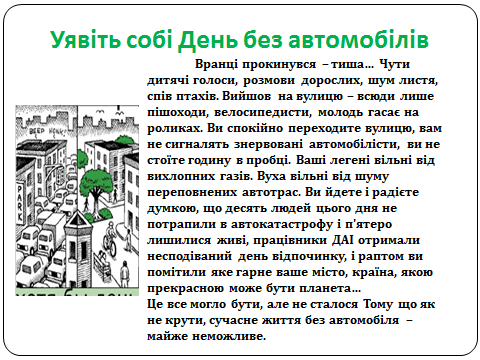 Уявіть собі День без автомобілів
Вранці прокинувся – тиша… Чути
дитячі голоси, розмови дорослих, шум листя,
спів птахів. Вийшов на вулицю – всюди лише
пішоходи, велосипедисти, молодь гасає на
роликах. Ви спокійно переходите вулицю, вам
не сигналять знервовані автомобілісти, ви не
стоїте годину в пробці. Ваші легені вільні від
вихлопних газів. Вуха вільні від шуму
переповнених автотрас. Ви йдете і радієте
думкою, що десять людей цього дня не
потрапили в автокатастрофу і п'ятеро
лишилися живі, працівники ДАІ отримали
несподіваний день відпочинку, і раптом ви
помітили яке гарне ваше місто, країна, якою
прекрасною може бути планета…
Це все могло бути, але не сталося Тому що як
не крути, сучасне життя без автомобіля –
майже неможливе.
BEEP HONK!
PARK